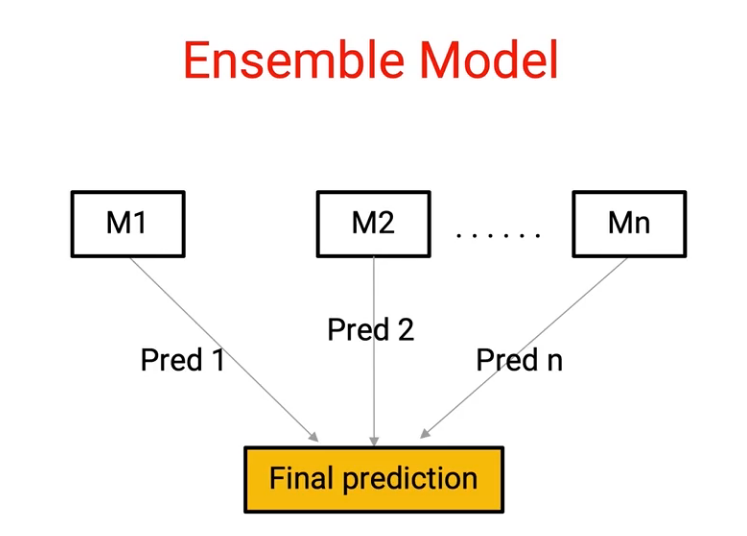 Ensemble Model
M1
M2
......
Mn
Pred 2
Pred 1
Pred n
Final prediction